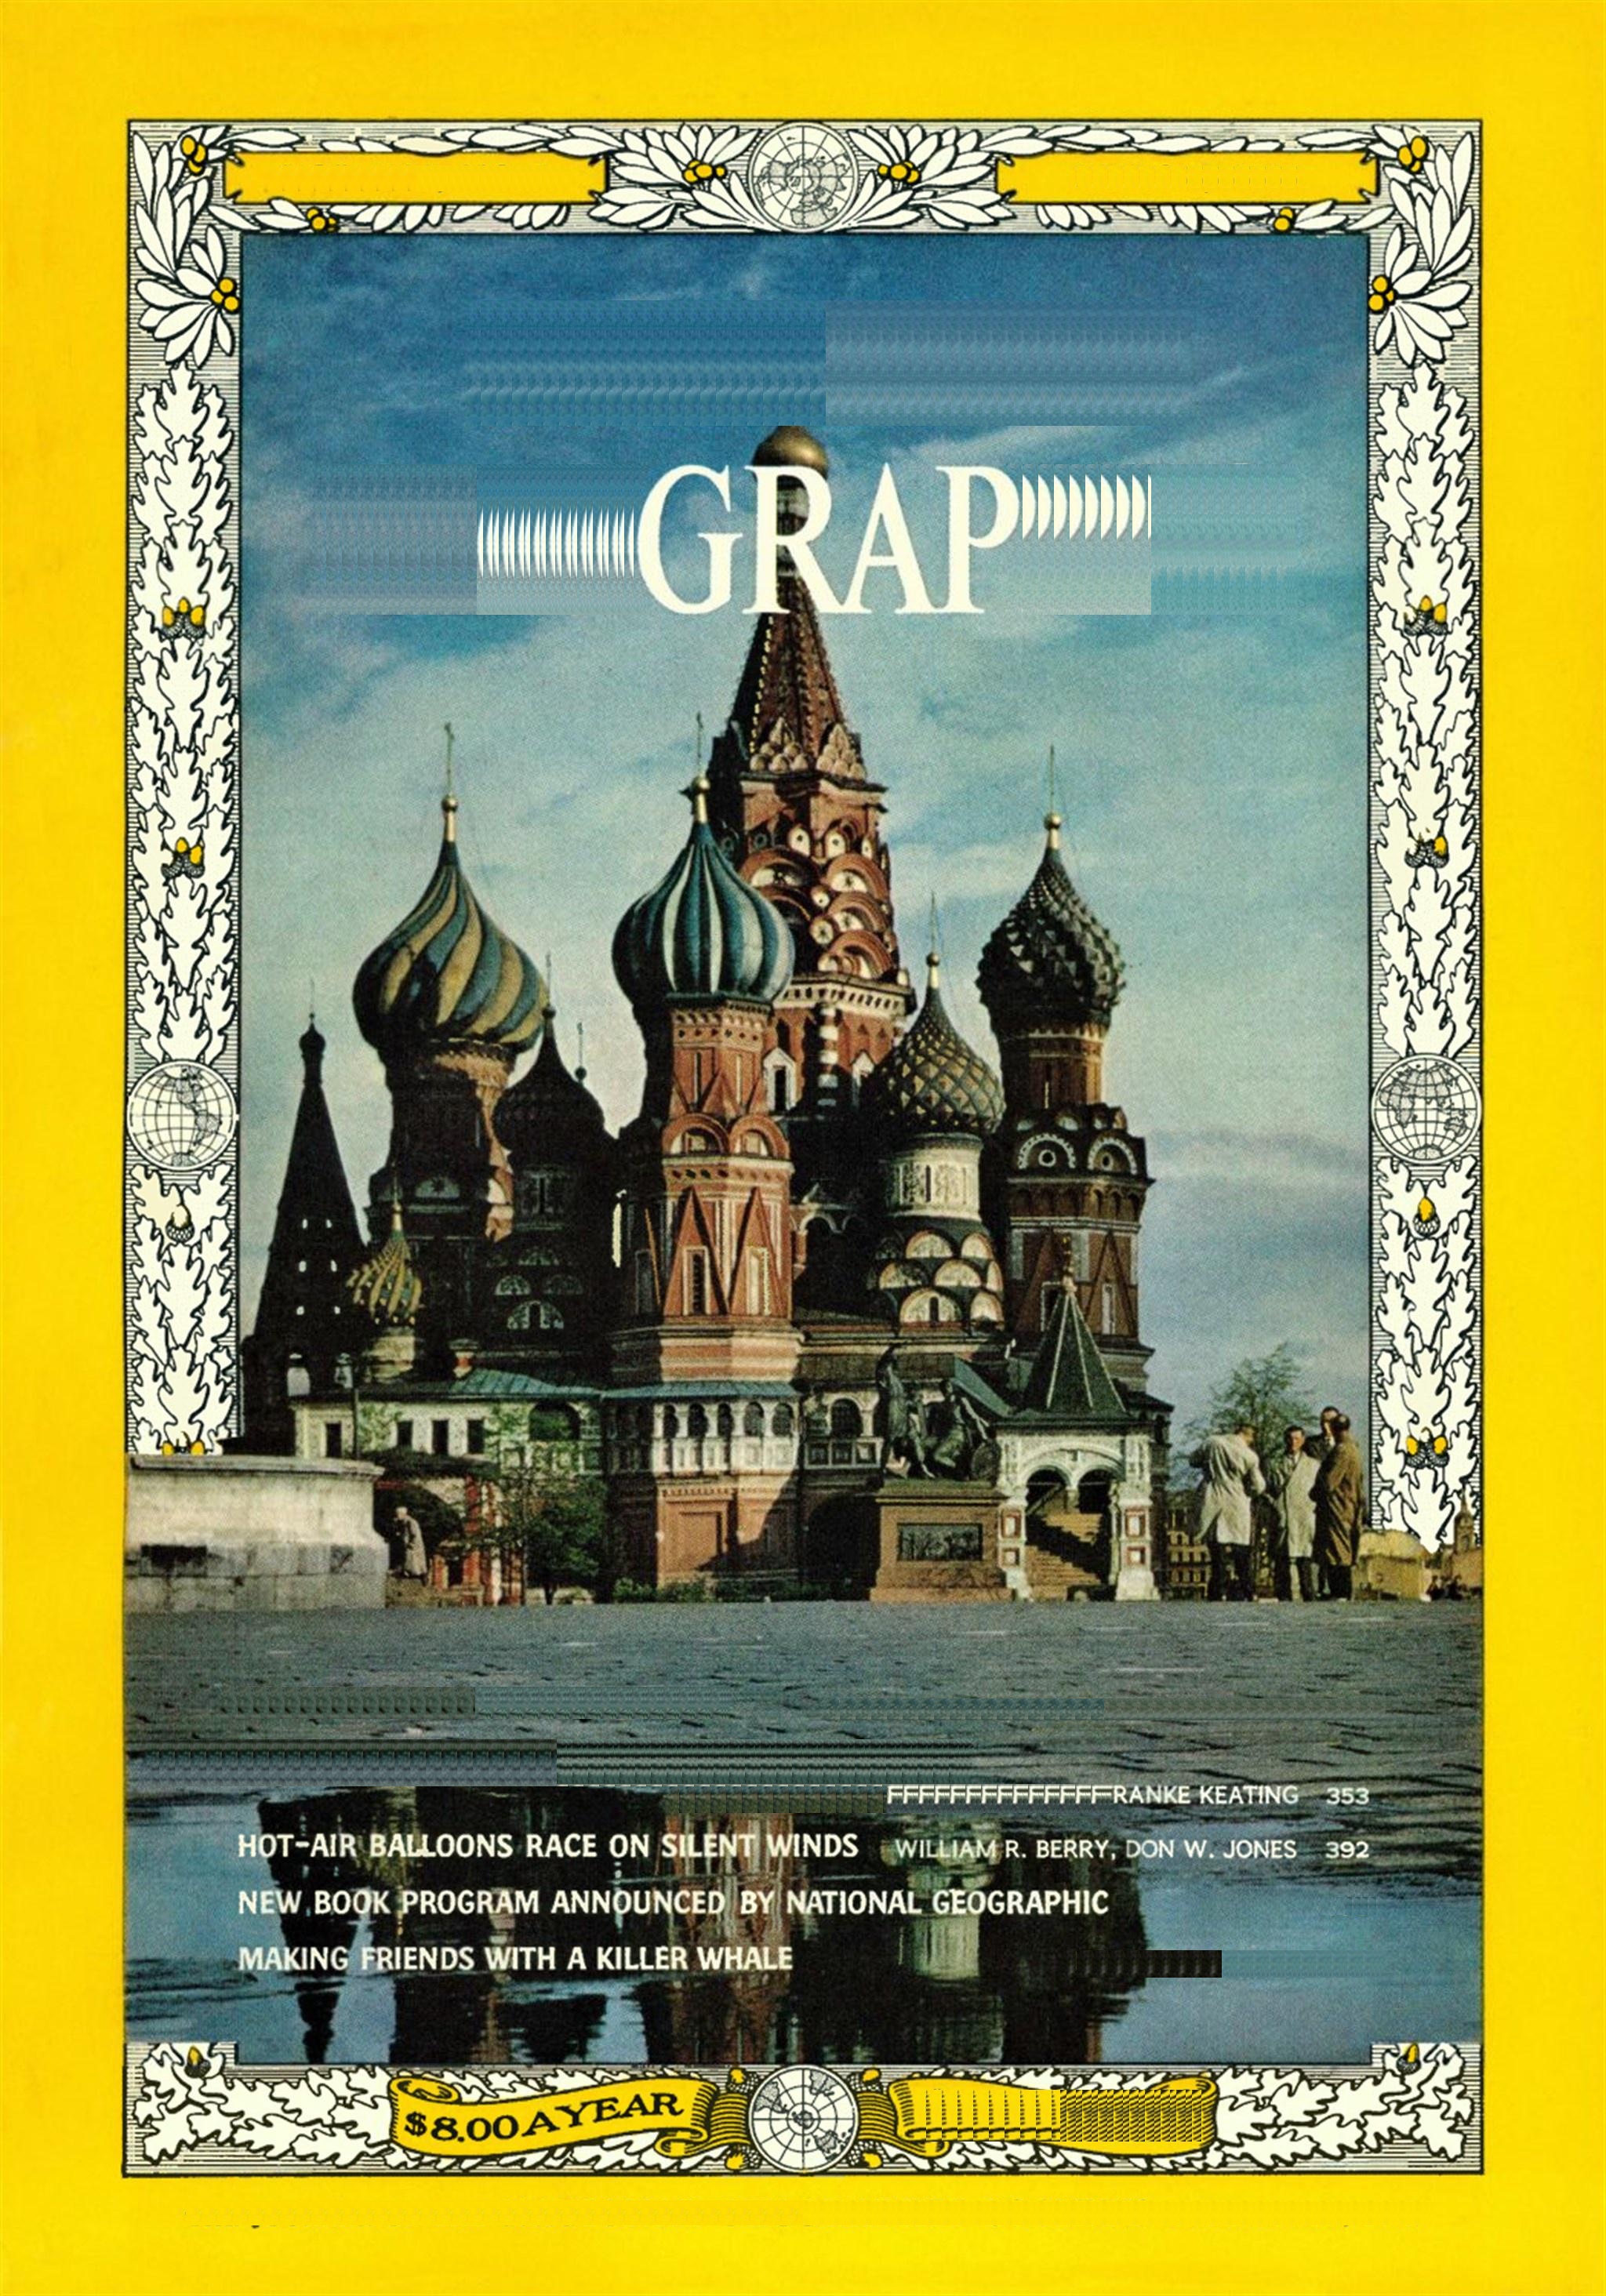 GRAP
RANKE KEATING 353
HOT-AIR BALLOONS RACE ON SILENT WINDS WILLIAM R. BERRY, DON W. JONES 392
NEW BOOK PROGRAM ANNOUNCED BY NATIONAL GEOGRAPHIC
MAKING FRIENDS WITH A KILLER WHALE
$8.00 A YEAR